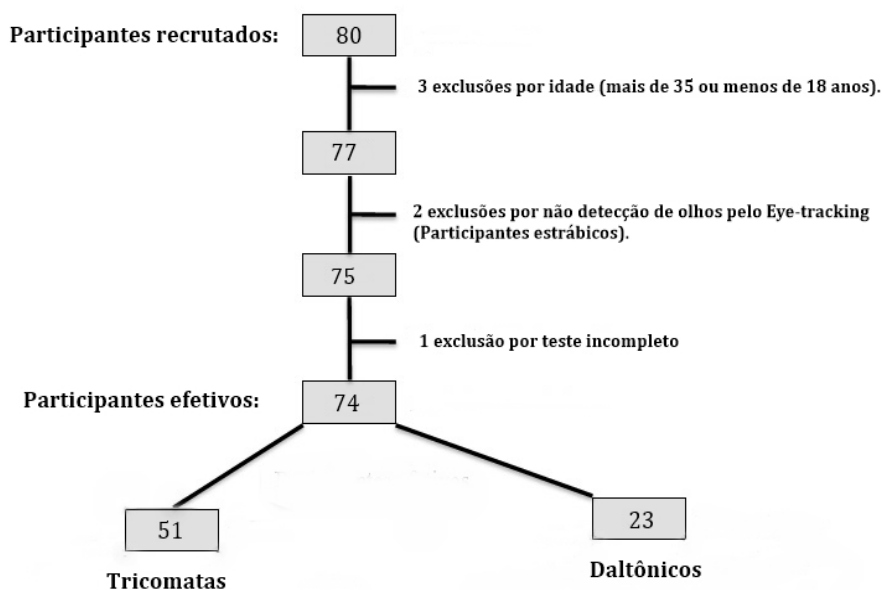 Participantes recrutados:
80
3 exclusões por idade (mais de 35 ou menos de 18 anos).
77
2 exclusões por não detecção de olhos pelo Eye-tracking
(Participantes estrábicos).
75
1 exclusão por teste incompleto
Participantes efetivos:
74
51
23
Tricomatas
Daltônicos